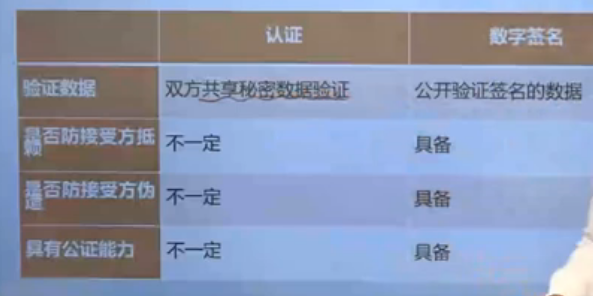 认证
数字签名
验证数据
双方共享秘密数据验证
公开验证签名的数据
是否防接受方抵
赖
不一定
具备
是否防接受方伪
造
不一定
具备
具有公证能力
不一定
具备